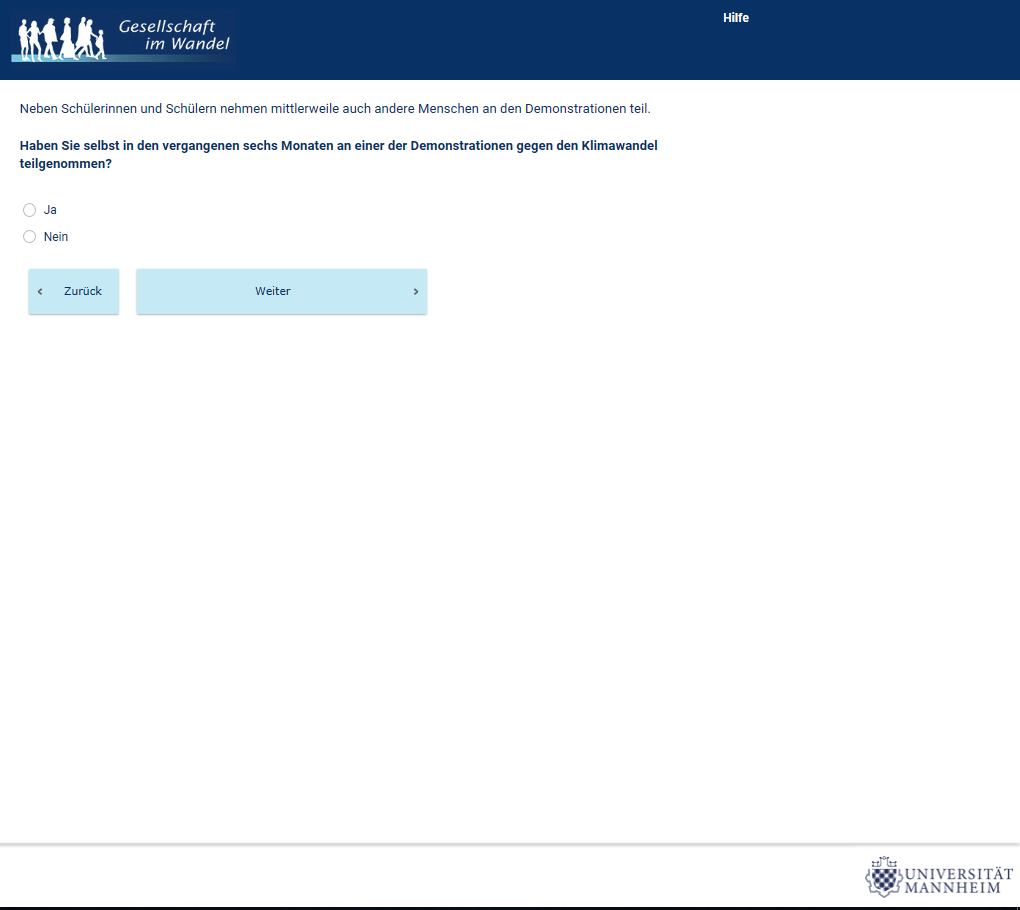 Gesellschaft
im Wandel
Hilfe
Neben Schülerinnen und Schülern nehmen mittlerweile auch andere Menschen an den Demonstrationen teil.
Haben Sie selbst in den vergangenen sechs Monaten an einer der Demonstrationen gegen den Klimawandel
teilgenommen?
Ja
Nein
‹ Zurück
Weiter ›
UNIVERSITÄT
MANNHEIM